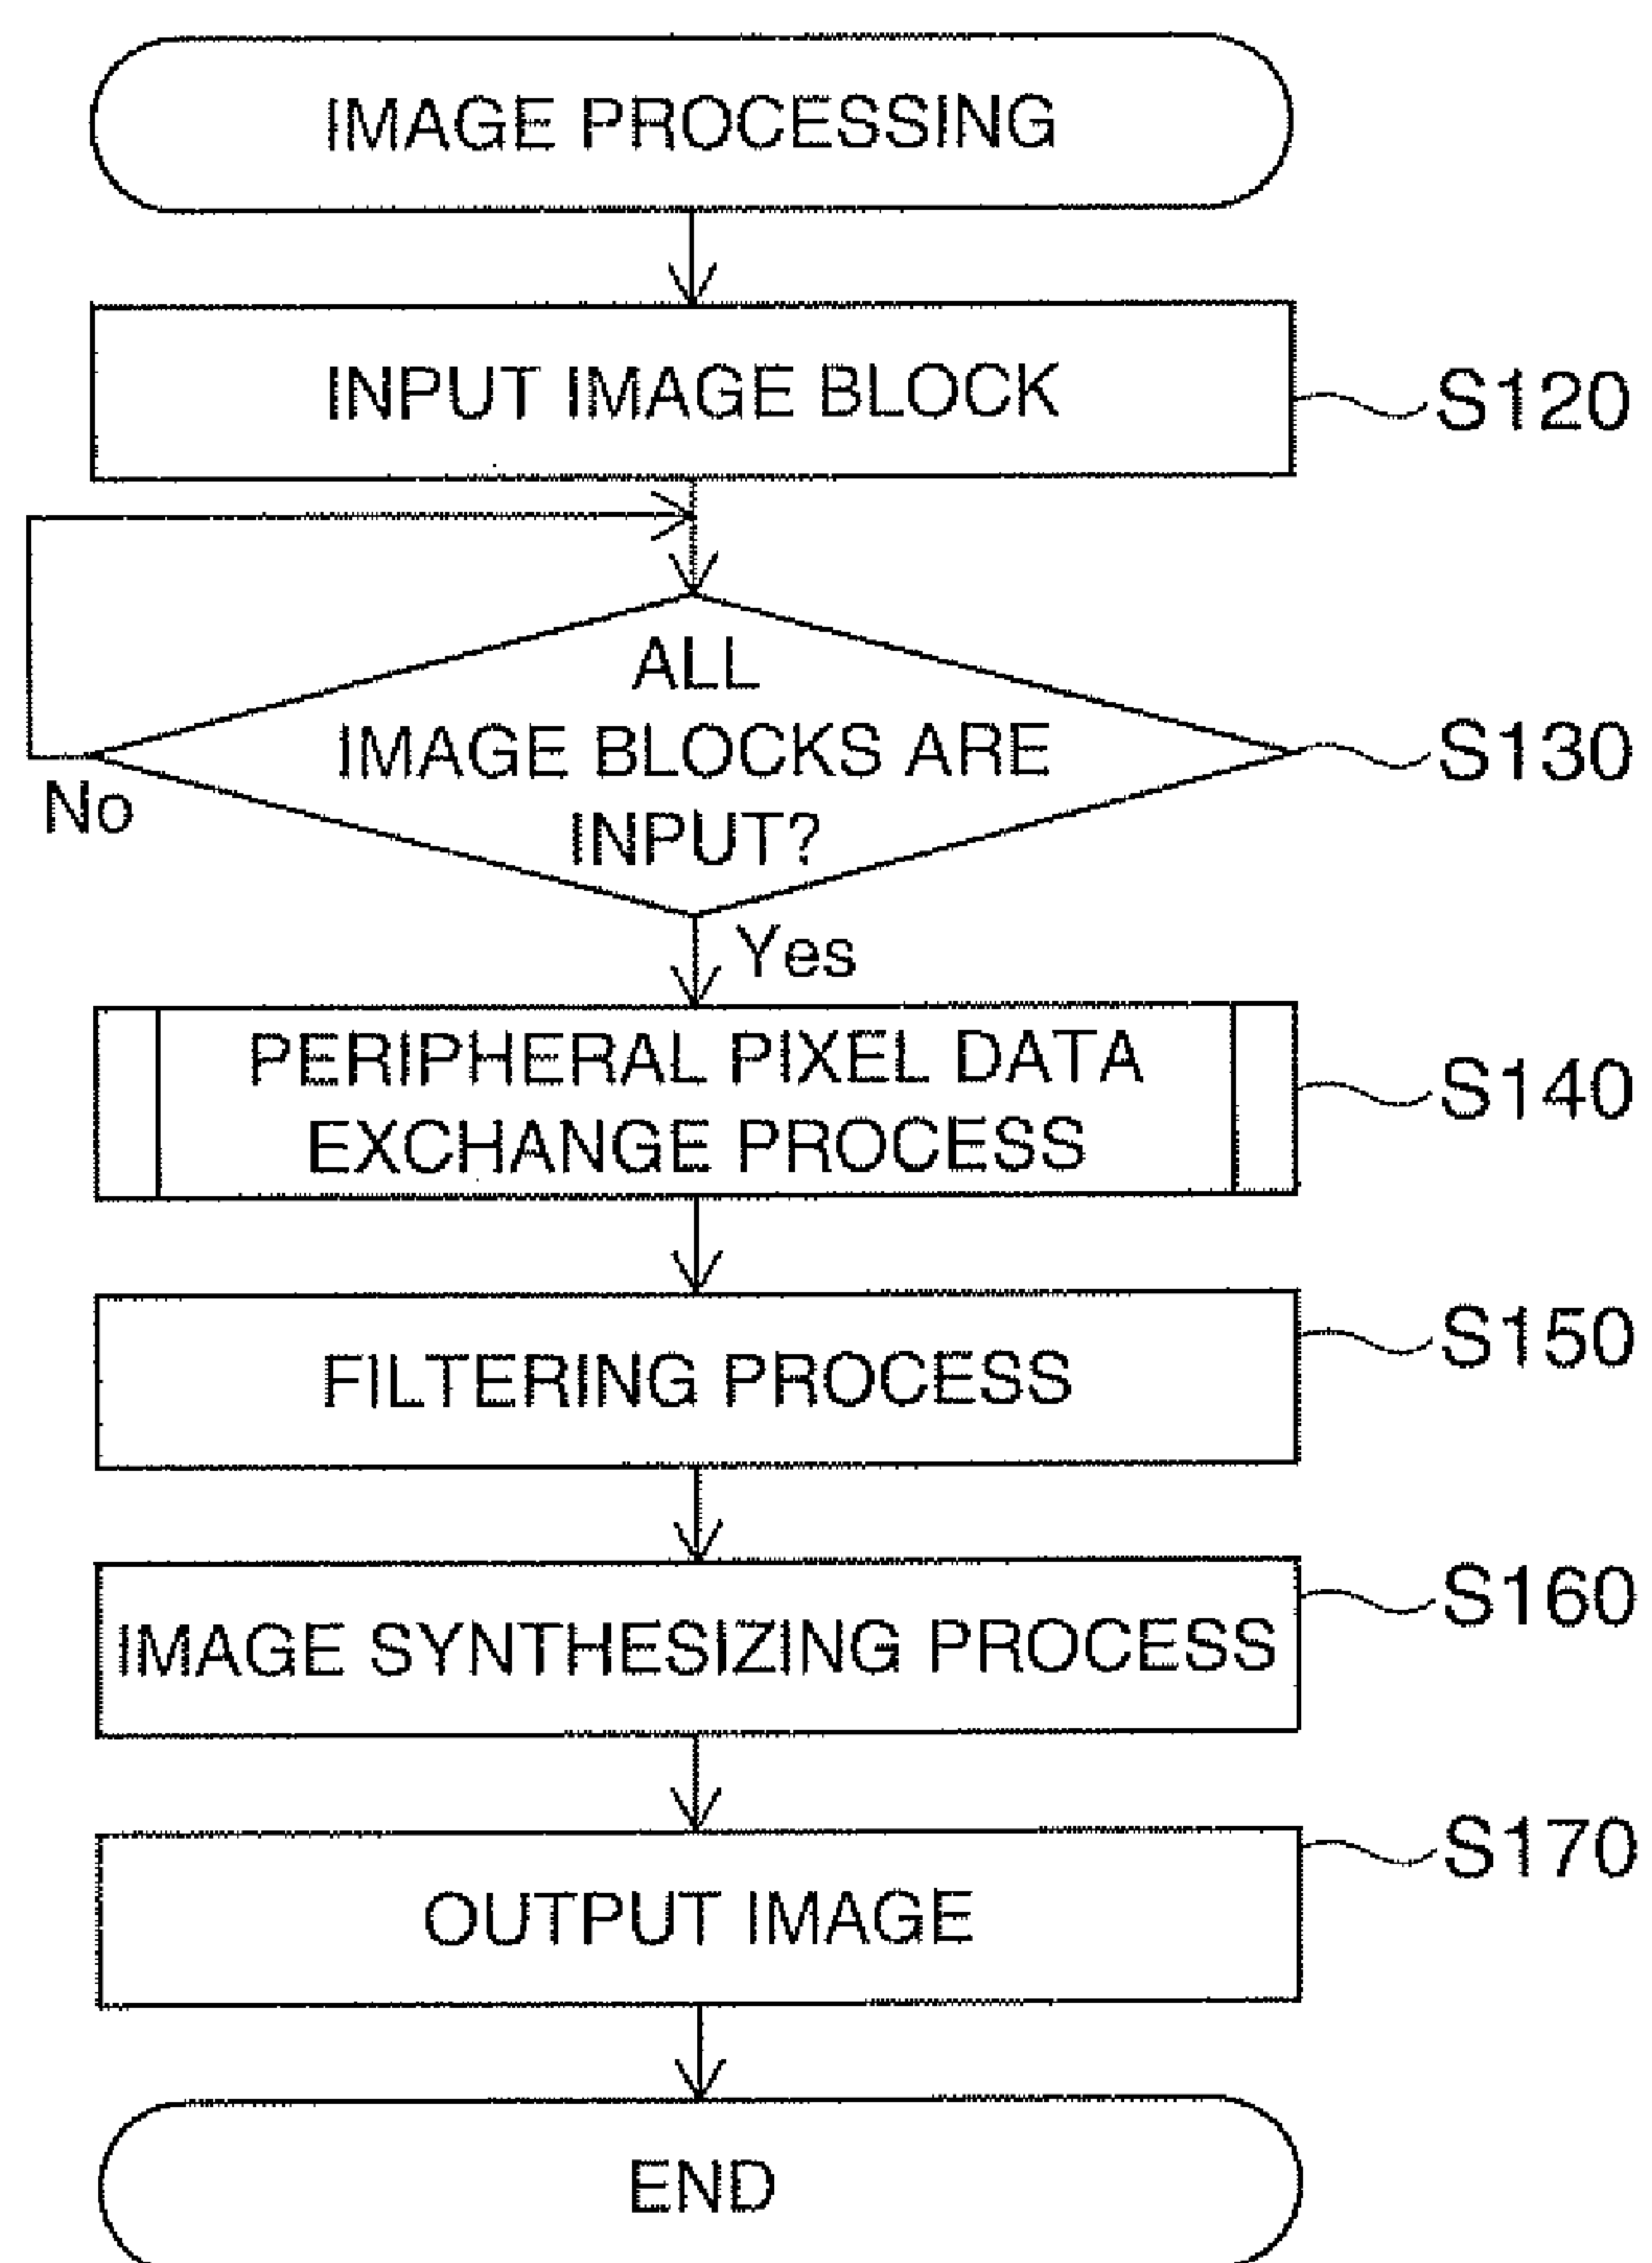 IMAGE PROCESSING
INPUT IMAGE BLOCK
S120
ALL
IMAGE BLOCKS ARE
INPUT?
S130
No
Yes
PERIPHERAL PIXEL DATA
EXCHANGE PROCESS
S140
FILTERING PROCESS
S150
IMAGE SYNTHESIZING PROCESS
S160
OUTPUT IMAGE
S170
END